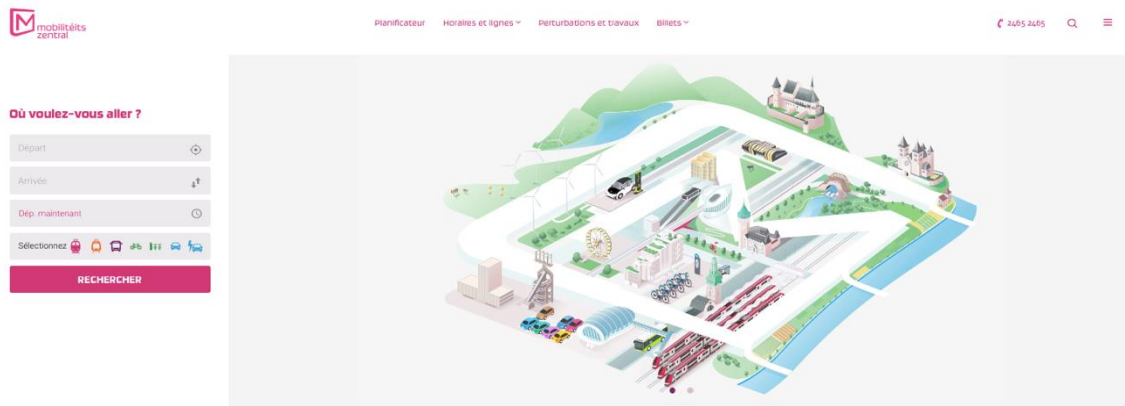 mobilitéits
zentral
Planificateur
Horaires et lignes
Perturbations et travaux
Billets
2465 2465
Où voulez-vous aller ?
Départ
Arrivée
Dép. maintenant
Sélectionnez
RECHERCHER